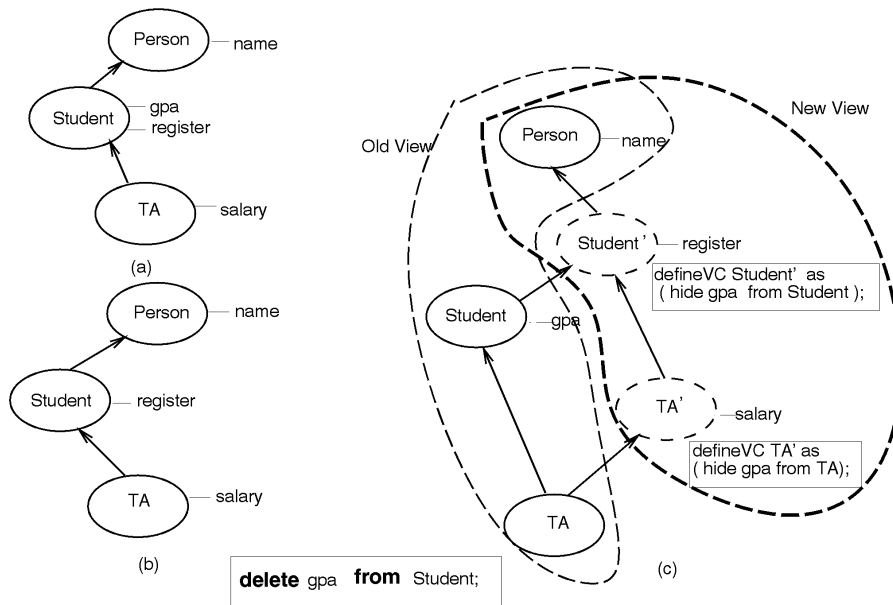 Person
name
Student
gpa
register
TA
salary
(a)
Person
name
Student
register
TA
salary
(b)
delete gpa from Student;
Old View
New View
Person
name
Student '
register
defineVC Student' as
( hide gpa from Student );
Student
gpa
TA'
salary
defineVC TA' as
( hide gpa from TA);
TA
(c)